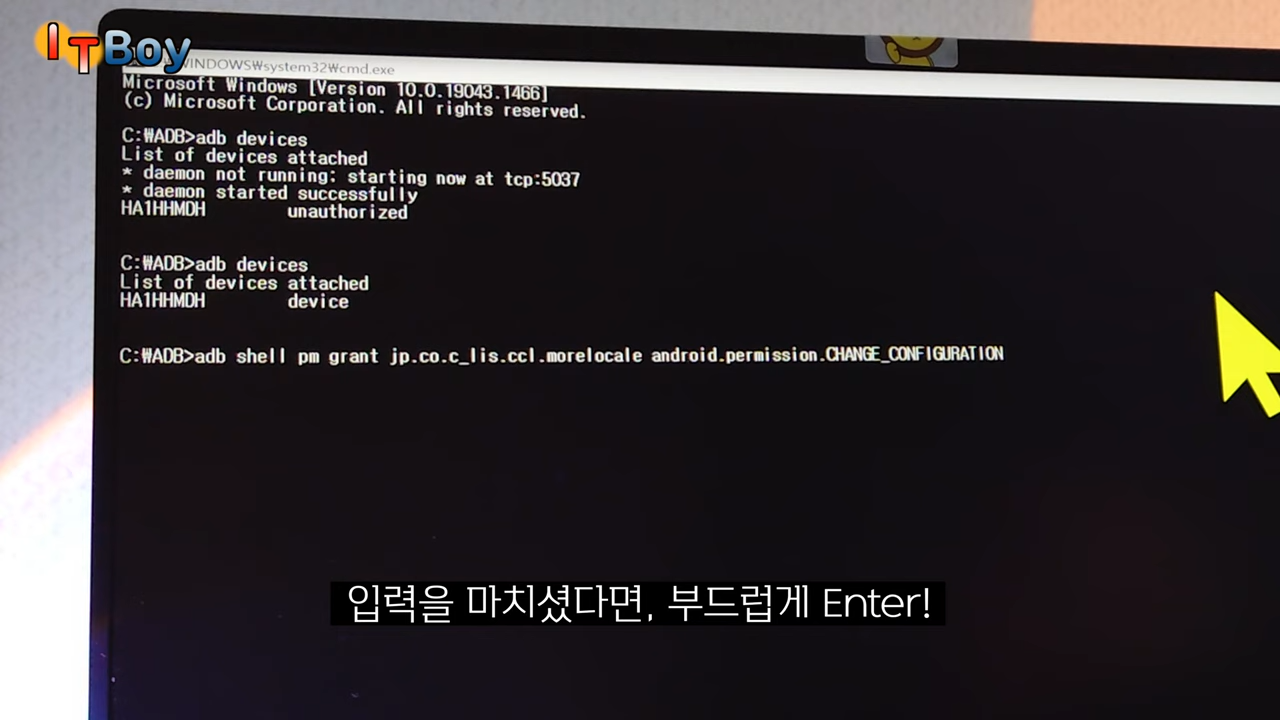 ITBoy
WINDOWS₩system32₩cmd.exe
Microsoft Windows [Version 10.0.19043.1466]
(c) Microsoft Corporation. All rights reserved.
C:₩ADB>adb devices
List of devices attached
* daemon not running: starting now at tcp:5037
* daemon started successfully
HA1HHMDH unauthorized
C:₩ADB>adb devices
List of devices attached
HA1HHMDH device
C:₩ADB>adb shell pm grant jp.co.c_lis.ccl.morelocale android.permission.CHANGE_CONFIGURATION
입력을 마치셨다면, 부드럽게 Enter!